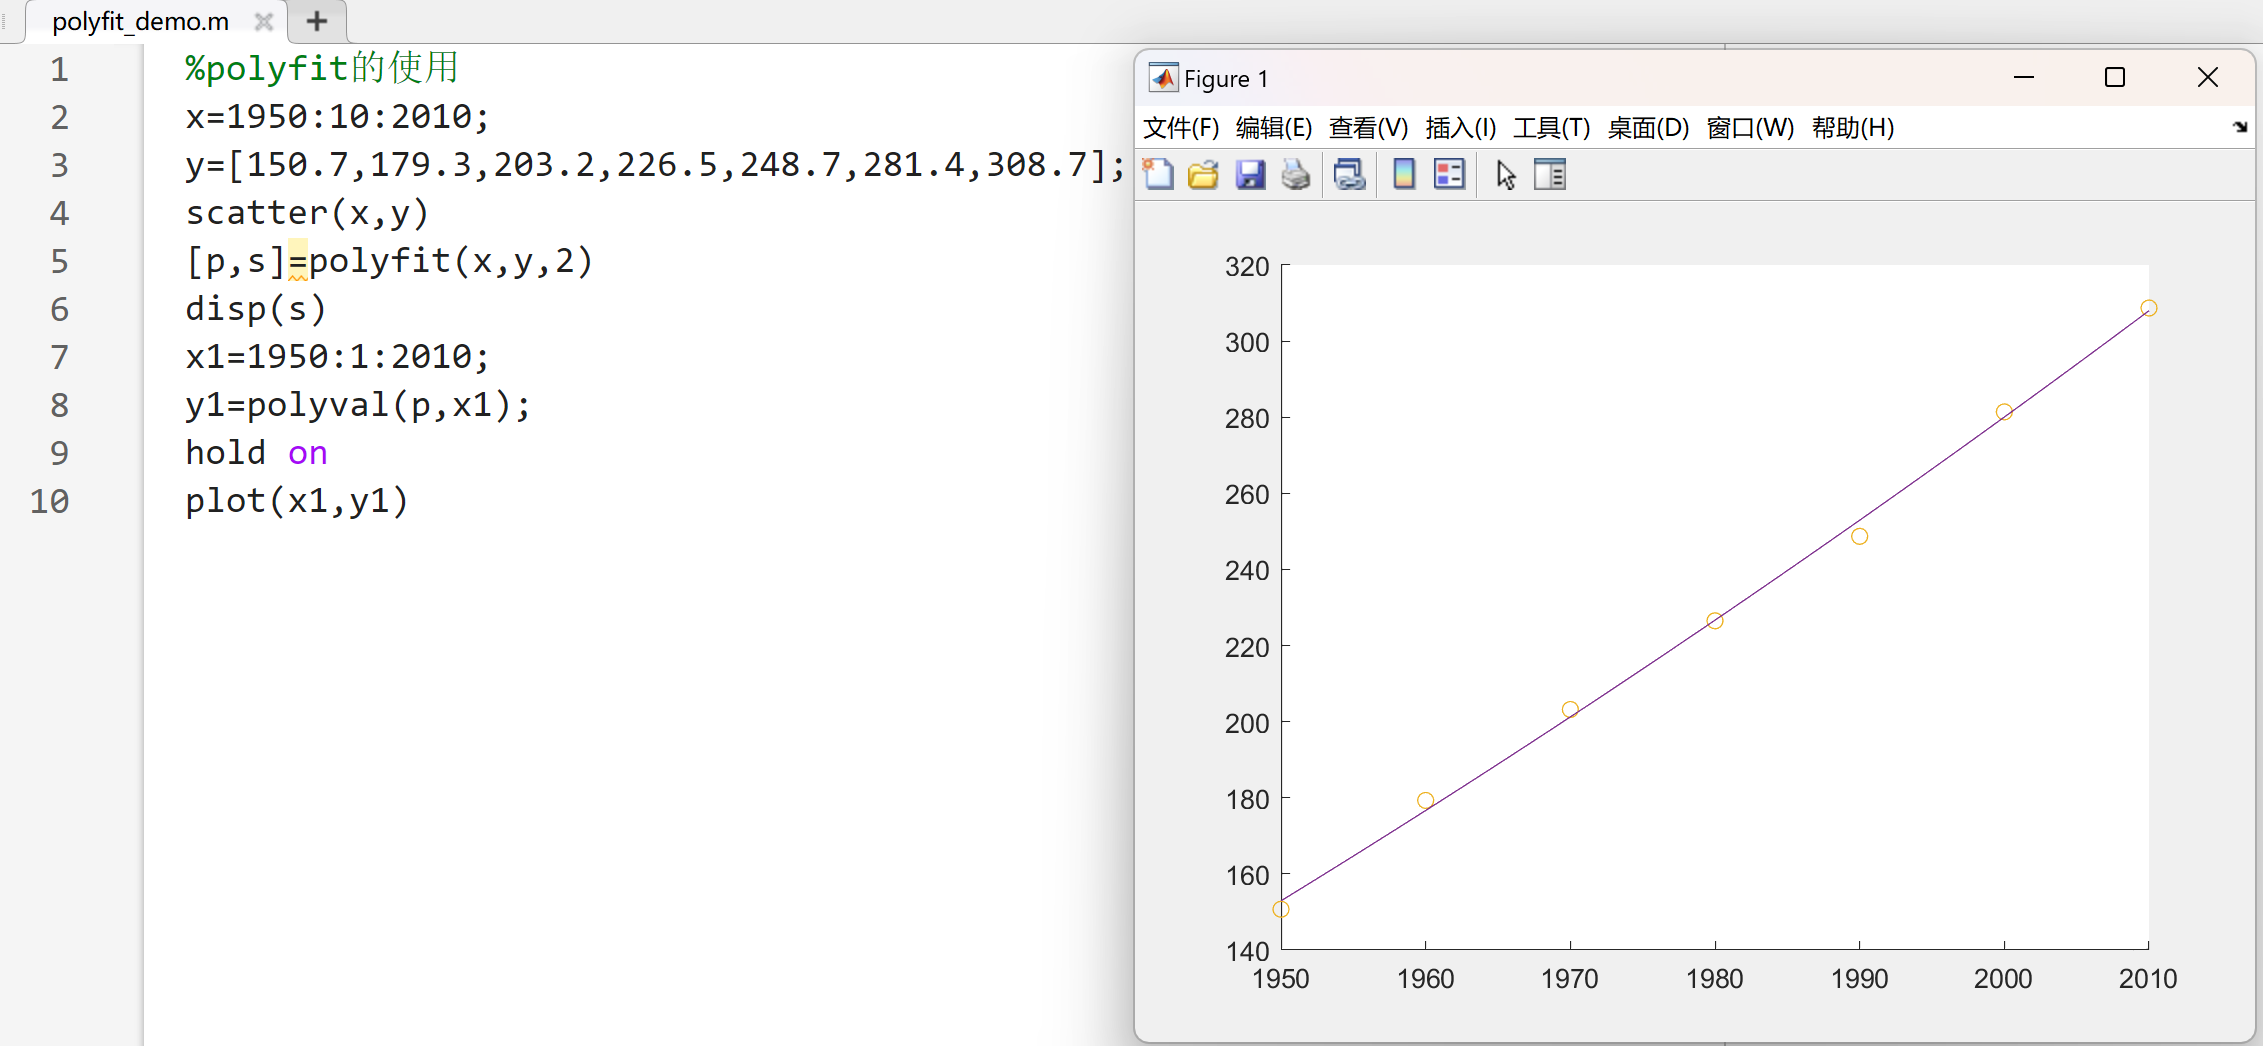 polyfit_demo.m
1 %polyfit的使用
2 x=1950:10:2010;
3 y=[150.7,179.3,203.2,226.5,248.7,281.4,308.7];
4 scatter(x,y)
5 [p,s]=polyfit(x,y,2)
6 disp(s)
7 x1=1950:1:2010;
8 y1=polyval(p,x1);
9 hold on
10 plot(x1,y1)
Figure 1
文件(F) 编辑(E) 查看(V) 插入(I) 工具(T) 桌面(D) 窗口(W) 帮助(H)
320
300
280
260
240
220
200
180
160
140
1950 1960 1970 1980 1990 2000 2010